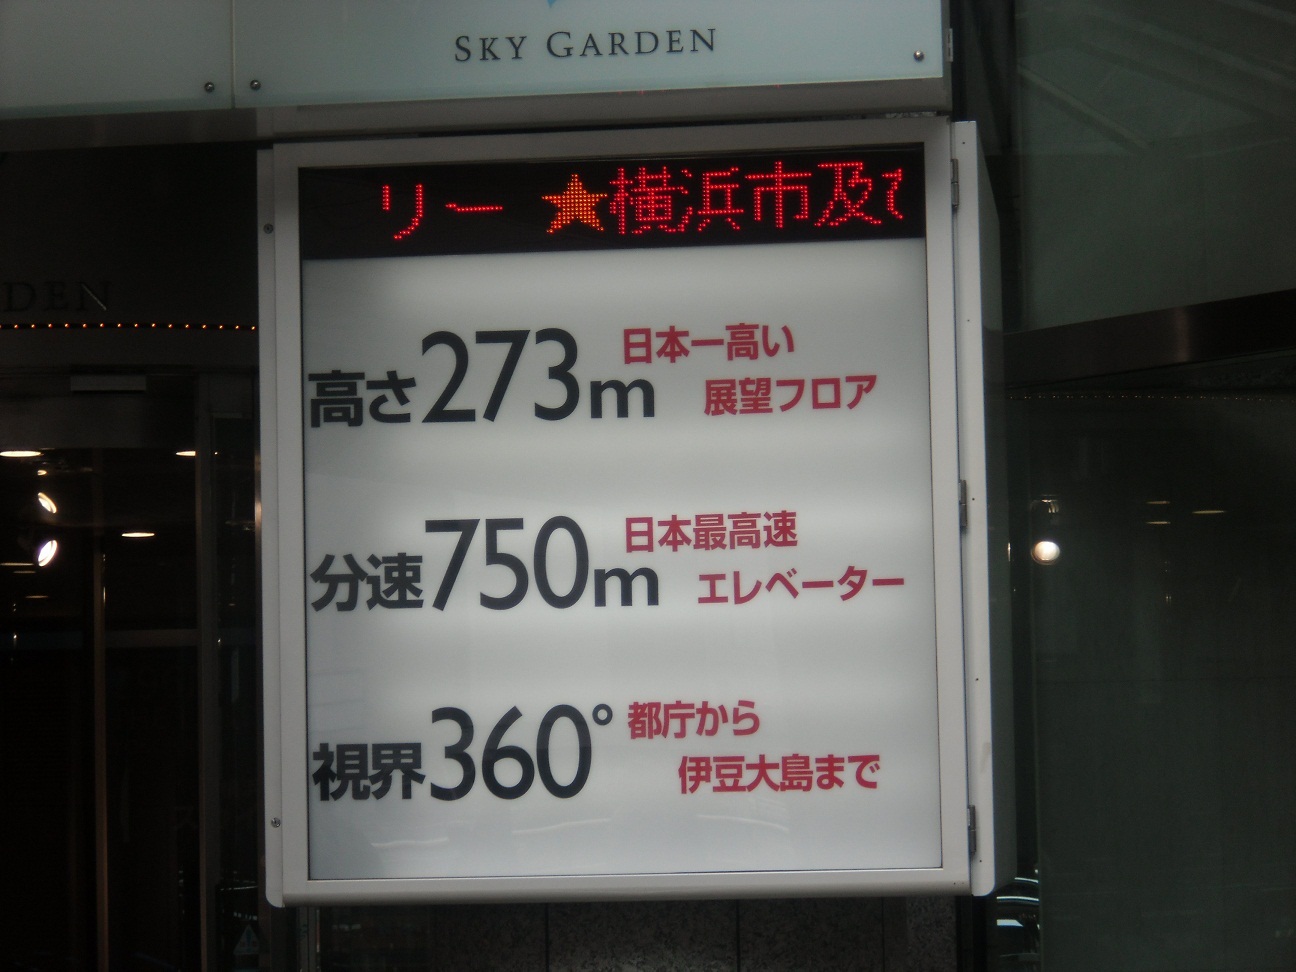 SKY GARDEN
リー ★横浜市及び
DEN
高さ273m 日本一高い
展望フロア
分速750m 日本最高速
エレベーター
視界360° 都庁から
伊豆大島まで